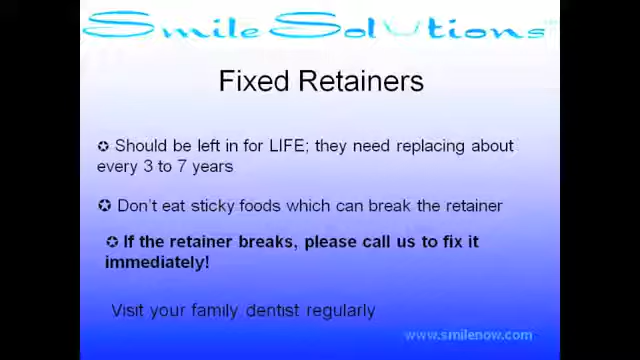 Smile Solutions
Fixed Retainers
✪ Should be left in for LIFE; they need replacing about
every 3 to 7 years
✪ Don't eat sticky foods which can break the retainer
✪ If the retainer breaks, please call us to fix it
immediately!
Visit your family dentist regularly
www.smilenow.com